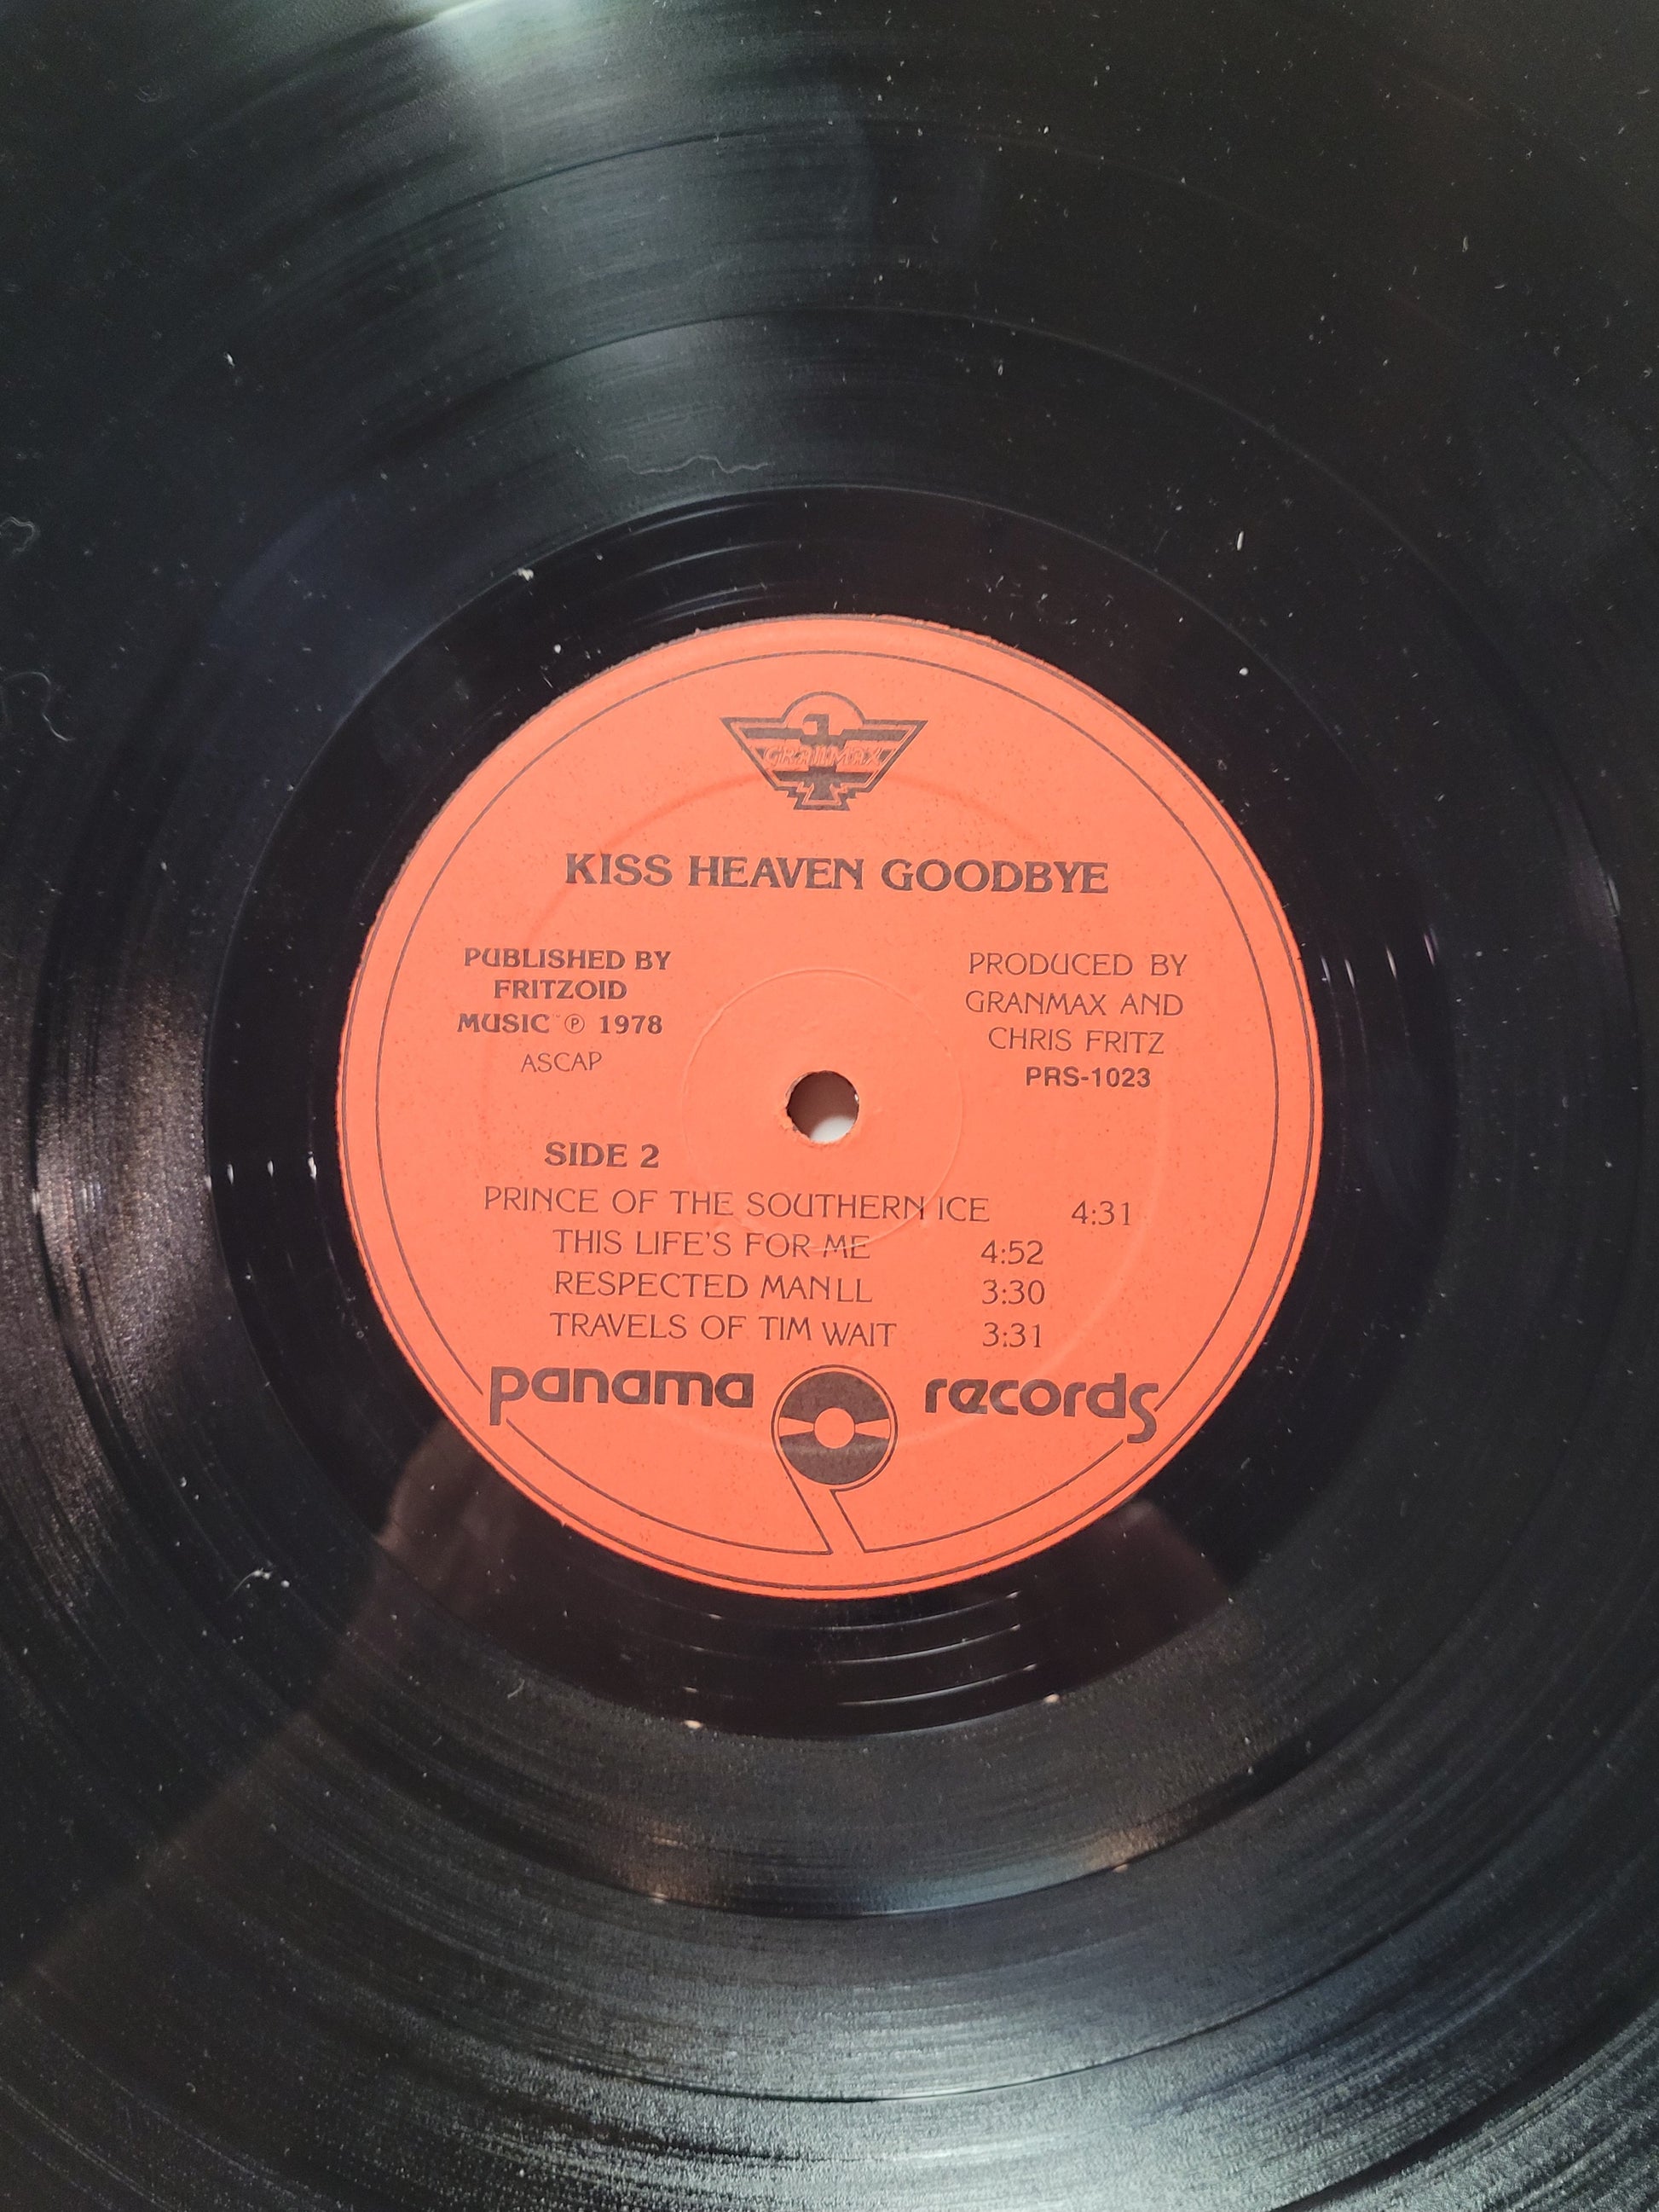 GRANMAX
KISS HEAVEN GOODBYE
PUBLISHED BY
FRITZOID
MUSIC ℗ 1978
ASCAP
PRODUCED BY
GRANMAX AND
CHRIS FRITZ
PRS-1023
SIDE 2
PRINCE OF THE SOUTHERN ICE 4:31
THIS LIFE'S FOR ME 4:52
RESPECTED MAN LL 3:30
TRAVELS OF TIM WAIT 3:31
panama records